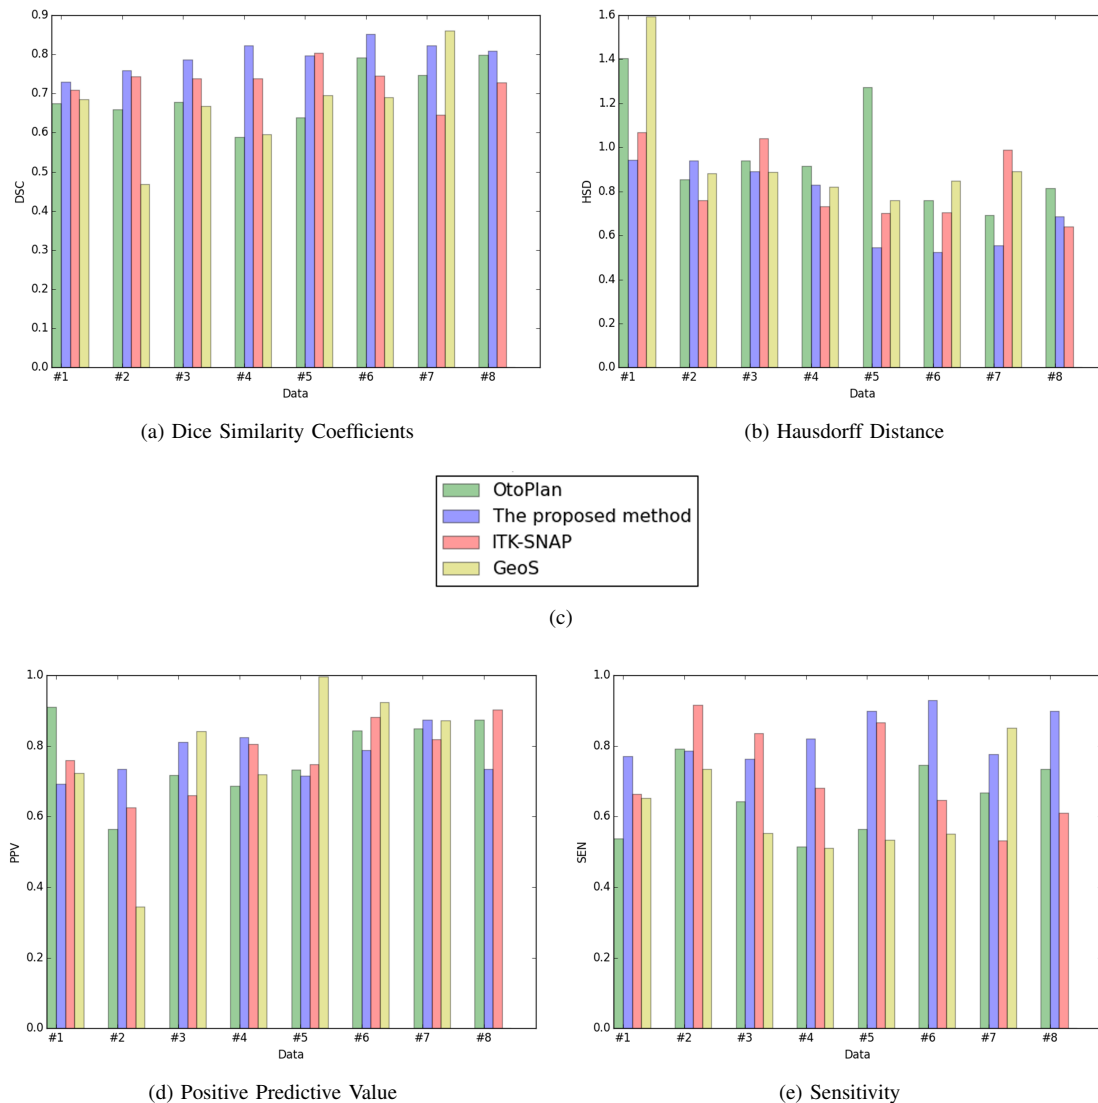 0.9
0.8
0.7
0.6
0.5
0.4
0.3
0.2
0.1
0.0
DSC
#1 #2 #3 #4 #5 #6 #7 #8
Data
(a) Dice Similarity Coefficients
1.6
1.4
1.2
1.0
0.8
0.6
0.4
0.2
0.0
HSD
#1 #2 #3 #4 #5 #6 #7 #8
Data
(b) Hausdorff Distance
OtoPlan
The proposed method
ITK-SNAP
GeoS
(c)
1.0
0.8
0.6
0.4
0.2
0.0
PPV
#1 #2 #3 #4 #5 #6 #7 #8
Data
(d) Positive Predictive Value
1.0
0.8
0.6
0.4
0.2
0.0
SEN
#1 #2 #3 #4 #5 #6 #7 #8
Data
(e) Sensitivity